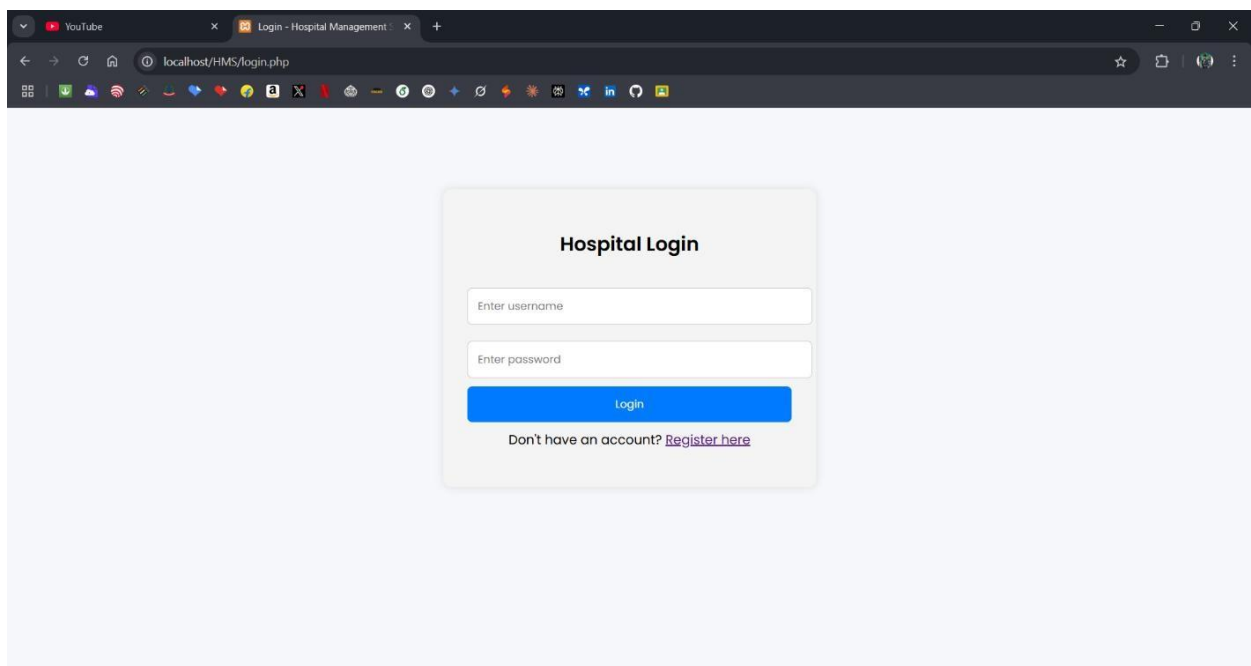 YouTube
Login - Hospital Management
localhost/HMS/login.php
Hospital Login
Enter username
Enter password
Login
Don't have an account? Register here